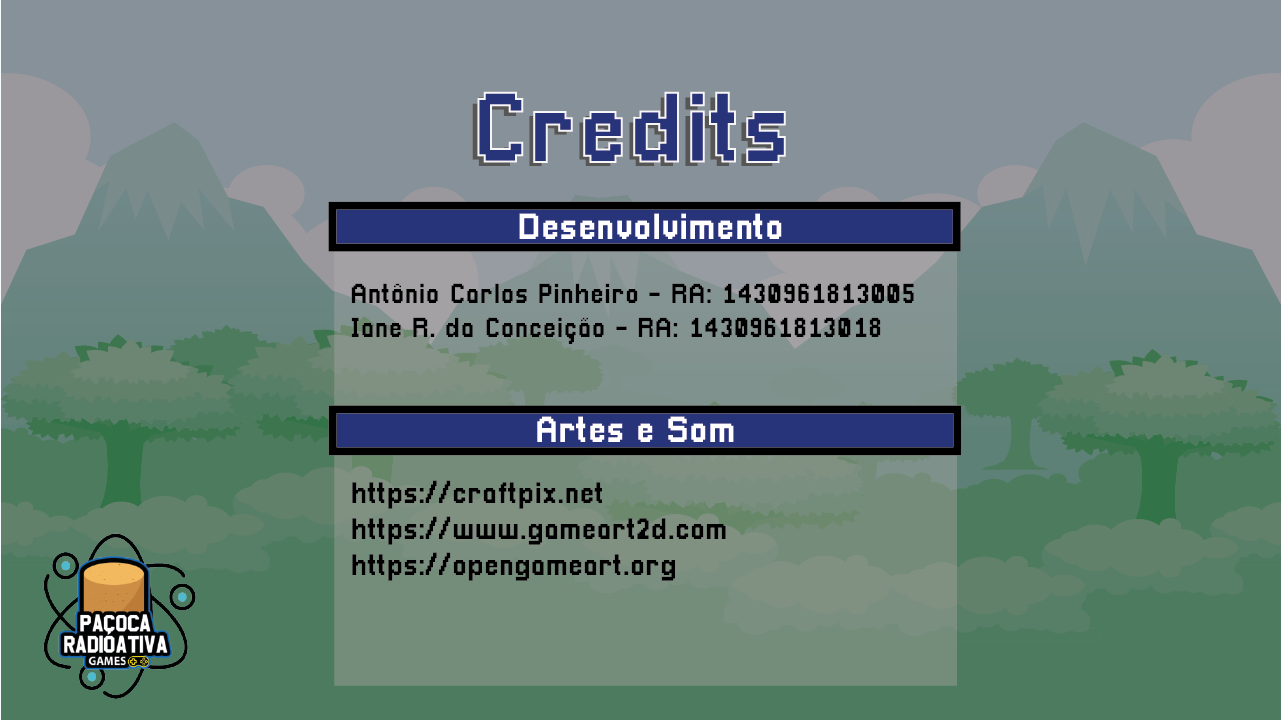 Credits
Desenvolvimento
Antônio Carlos Pinheiro - RA: 1430961813005
Iane R. da Conceição - RA: 1430961813018
Artes e Som
https://craftpix.net
https://www.gameart2d.com
https://opengameart.org
PAÇOCA
RADIOATIVA
GAMES